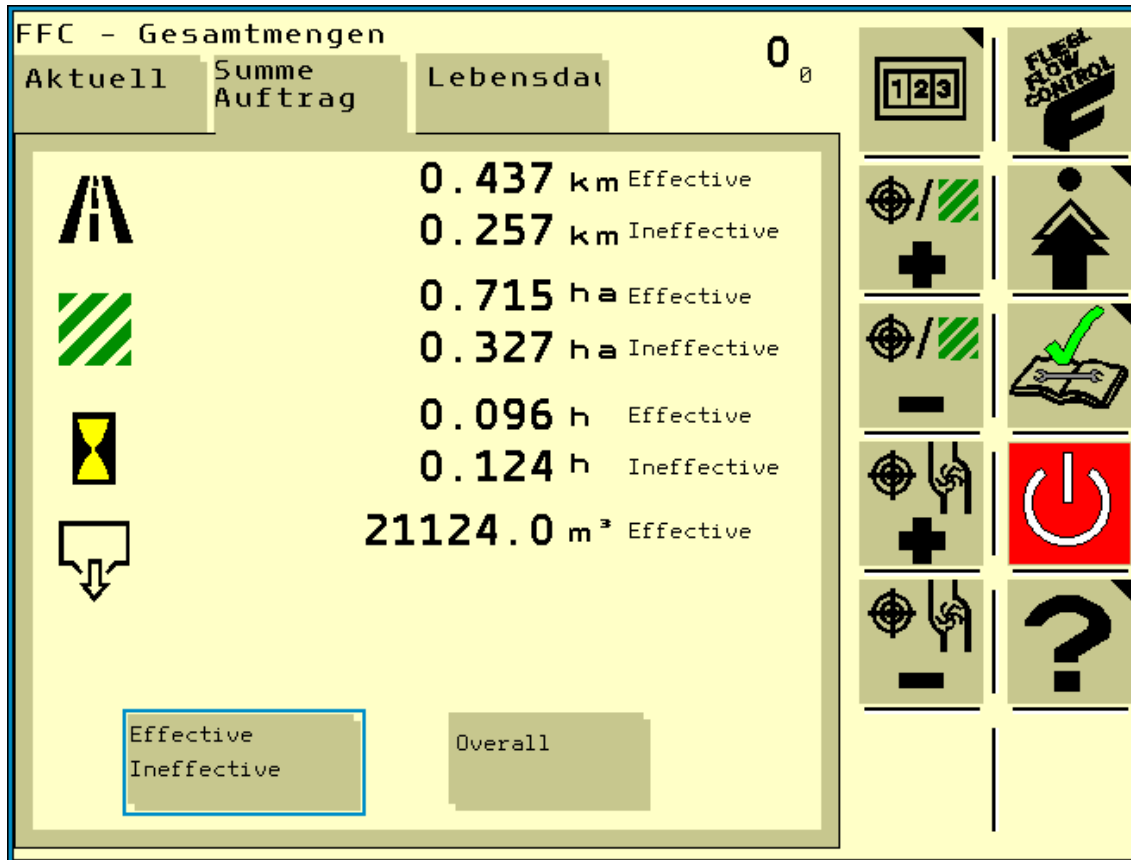 FFC - Gesamtmengen
0 0
Aktuell
Summe
Auftrag
Lebensdau
0.437 km Effective
0.257 km Ineffective
0.715 ha Effective
0.327 ha Ineffective
0.096 h Effective
0.124 h Ineffective
21124.0 m³ Effective
Effective
Ineffective
Overall
123
FLIEGL
FLOW
CONTROL
F
/
+
/
-
+
-
?